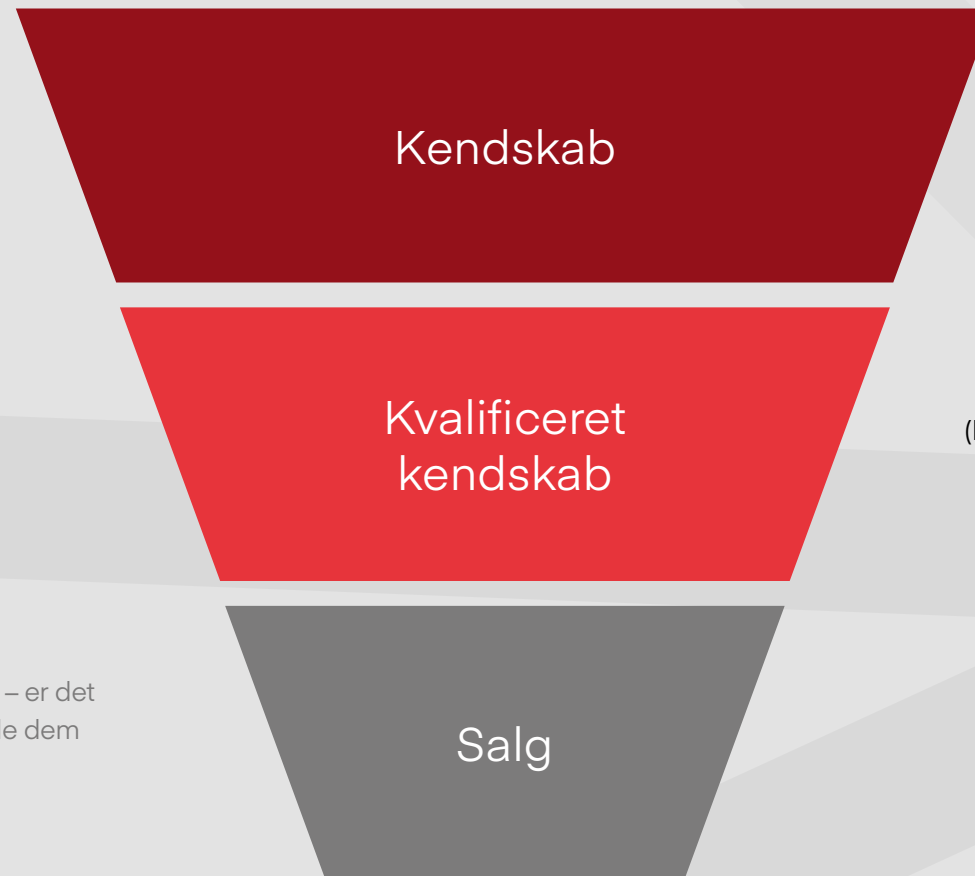 Kendskab
Kvalificeret
kendskab
(
– er det
dem
Salg